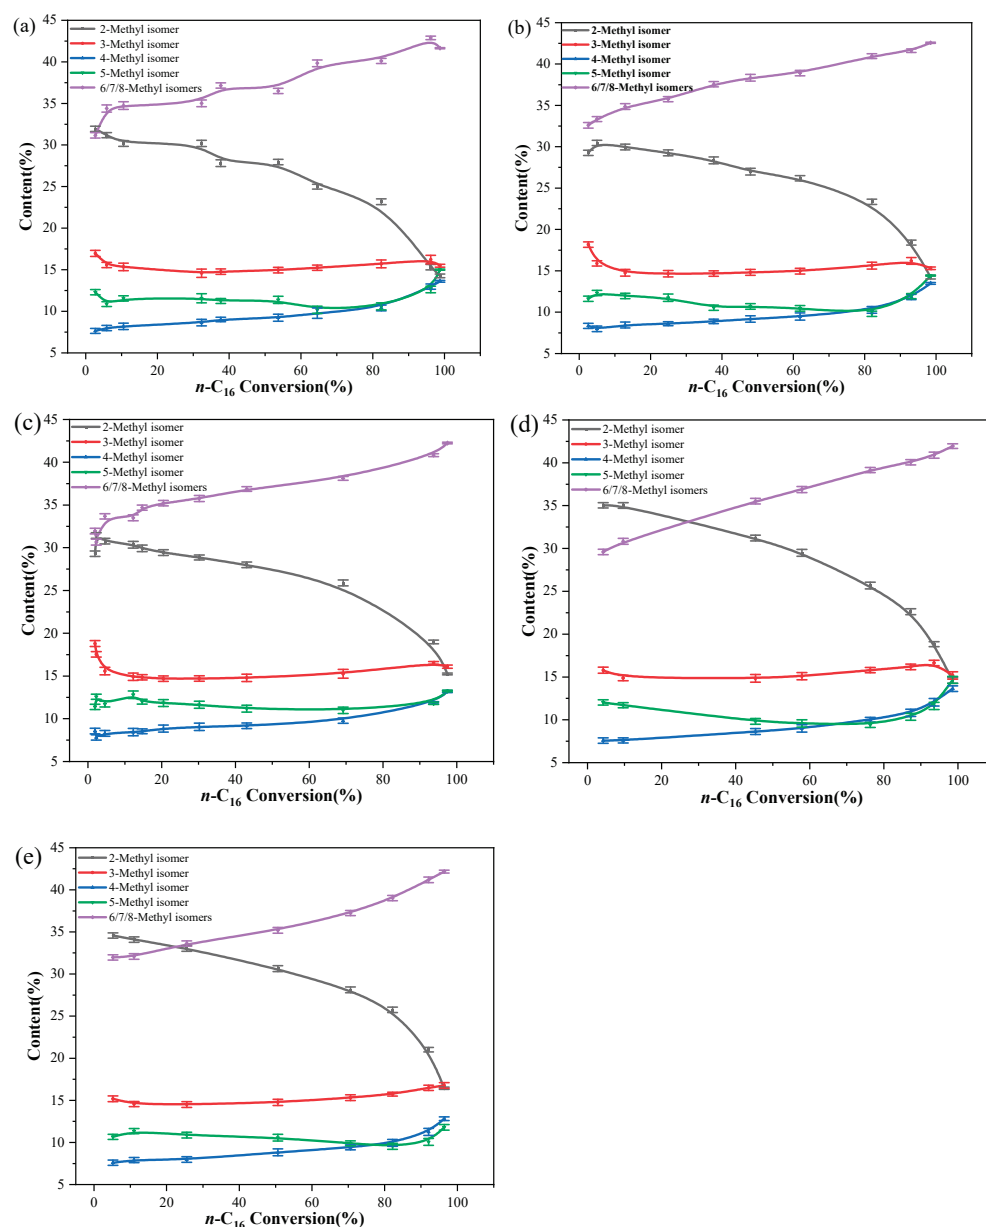 (a)
45
40
35
30
25
20
15
10
5
Content(%)
2-Methyl isomer
3-Methyl isomer
4-Methyl isomer
5-Methyl isomer
6/7/8-Methyl isomers
0 20 40 60 80 100
n-C16 Conversion(%)
(b)
45
40
35
30
25
20
15
10
5
Content(%)
2-Methyl isomer
3-Methyl isomer
4-Methyl isomer
5-Methyl isomer
6/7/8-Methyl isomers
0 20 40 60 80 100
n-C16 Conversion(%)
(c)
45
40
35
30
25
20
15
10
5
Content(%)
2-Methyl isomer
3-Methyl isomer
4-Methyl isomer
5-Methyl isomer
6/7/8-Methyl isomers
0 20 40 60 80 100
n-C16 Conversion(%)
(d)
45
40
35
30
25
20
15
10
5
Content(%)
2-Methyl isomer
3-Methyl isomer
4-Methyl isomer
5-Methyl isomer
6/7/8-Methyl isomers
0 20 40 60 80 100
n-C16 Conversion(%)
(e)
45
40
35
30
25
20
15
10
5
Content(%)
2-Methyl isomer
3-Methyl isomer
4-Methyl isomer
5-Methyl isomer
6/7/8-Methyl isomers
0 20 40 60 80 100
n-C16 Conversion(%)